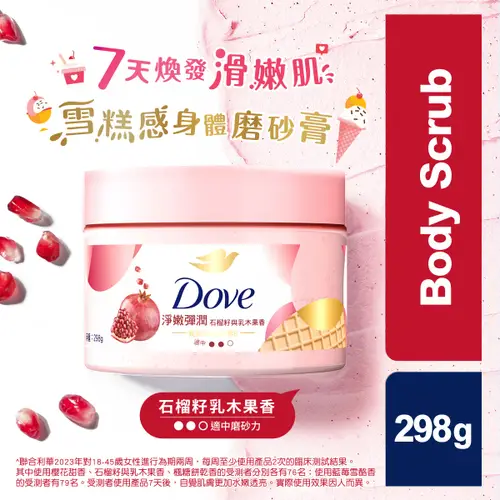 7天煥發滑嫩肌
雪糕感身體磨砂膏
Dove
淨嫩彈潤 石榴籽與乳木果香
適中
:298g
石榴籽乳木果香
適中磨砂力
Body Scrub
298g
*聯合利華2023年對18-45歲女性進行為期兩周，每周至少使用產品2次的臨床測試結果。
其中使用櫻花甜香、石榴籽與乳木果香、楓糖餅乾香的受測者分別各有76名；使用藍莓雪酪香
的受測者有79名。受測者使用產品7天後，自覺肌膚更加水嫩透亮。實際使用效果因人而異。